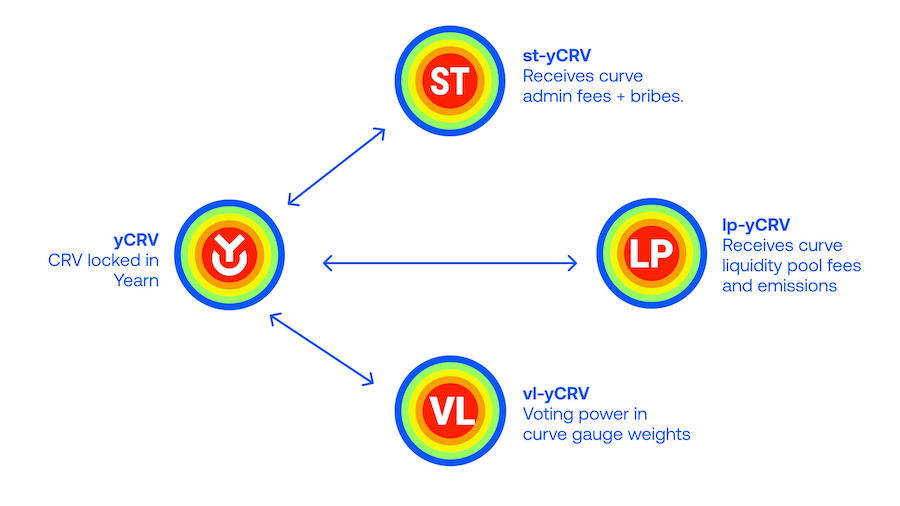 ST
st-yCRV
Receives curve
admin fees + bribes.
yCRV
CRV locked in
Yearn
LP
lp-yCRV
Receives curve
liquidity pool fees
and emissions
VL
vl-yCRV
Voting power in
curve gauge weights